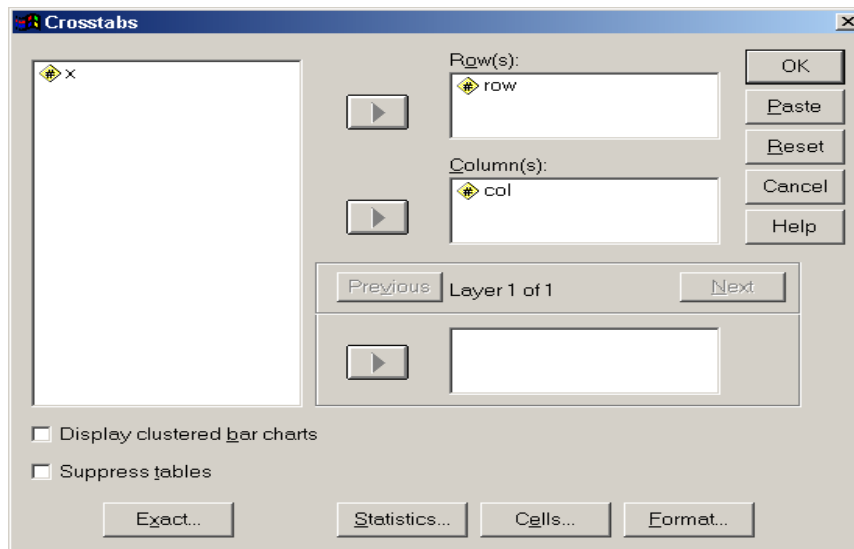 Crosstabs
x
Row(s):
row
Column(s):
col
OK
Paste
Reset
Cancel
Help
Previous
Layer 1 of 1
Next
Display clustered bar charts
Suppress tables
Exact...
Statistics...
Cells...
Format...